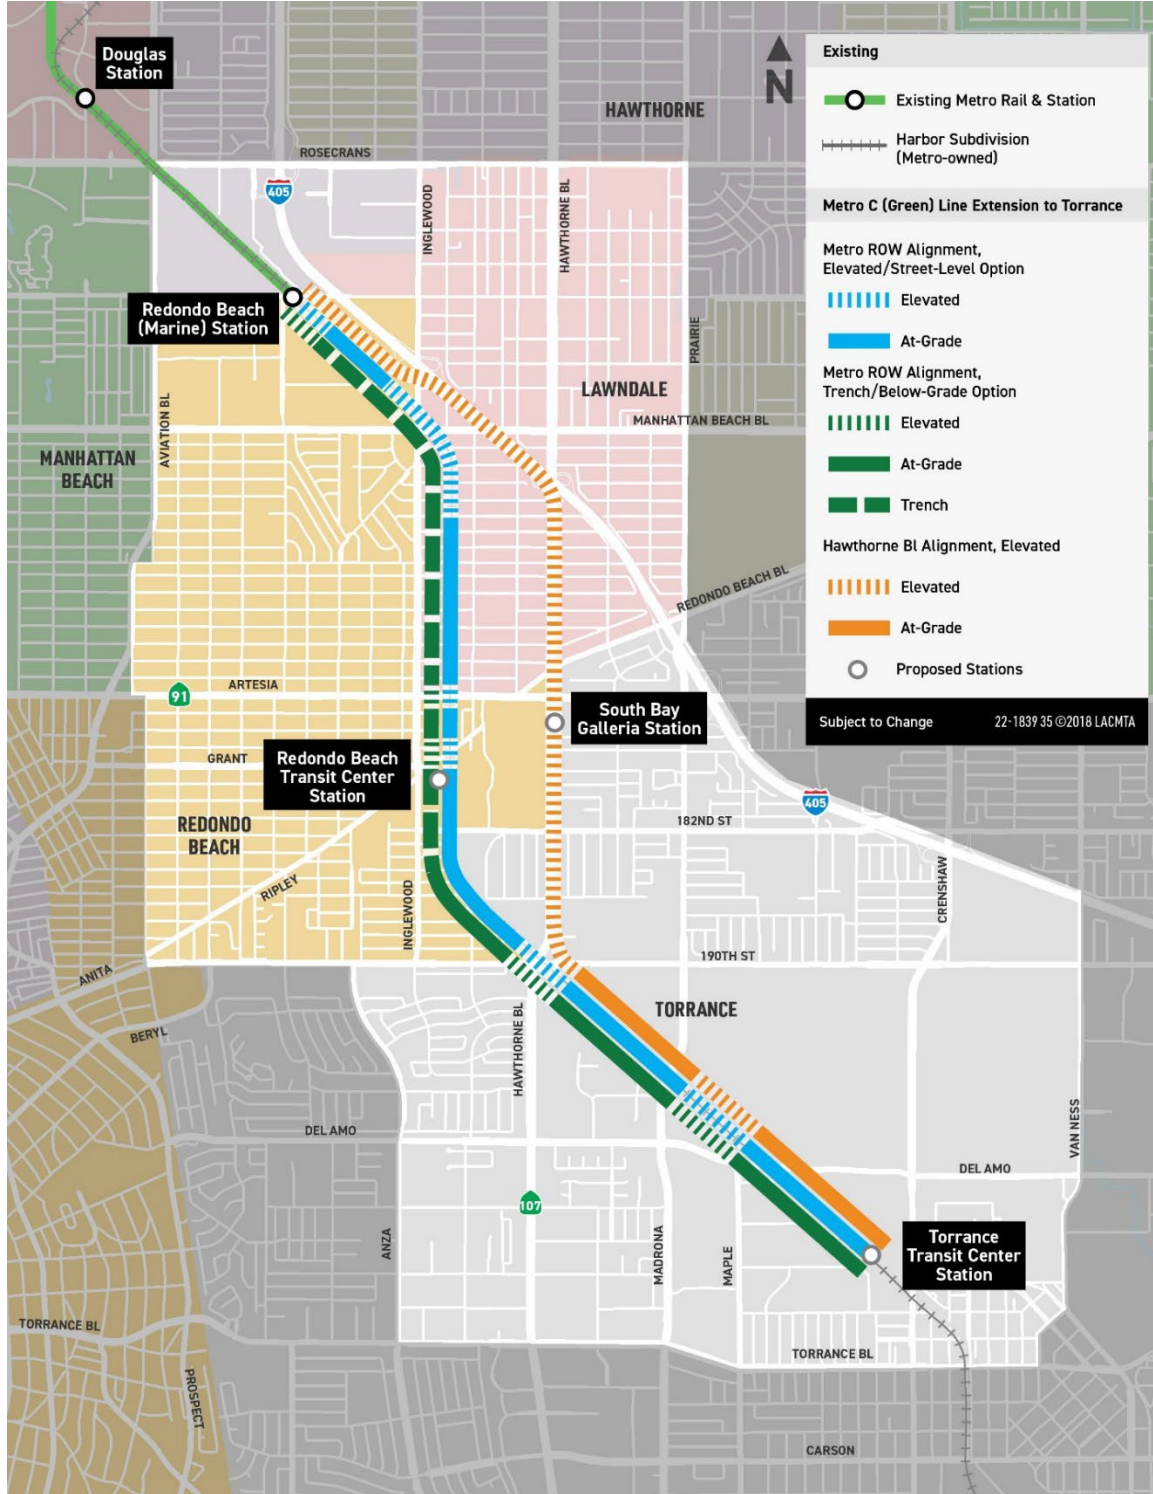 Douglas
Station
HAWTHORNE
N
ROSECRANS
405
INGLEWOOD
HAWTHORNE BL
Redondo Beach
(Marine) Station
PRAIRIE
LAWNDALE
MANHATTAN BEACH BL
AVIATION BL
MANHATTAN
BEACH
REDONDO BEACH BL
ARTESIA
91
South Bay
Galleria Station
GRANT
Redondo Beach
Transit Center
Station
405
182ND ST
REDONDO
BEACH
RIPLEY
INGLEWOOD
CRENSHAW
190TH ST
ANITA
TORRANCE
BERYL
HAWTHORNE BL
DEL AMO
VAN NESS
DEL AMO
107
ANZA
MADRONA
MAPLE
Torrance
Transit Center
Station
TORRANCE BL
TORRANCE BL
PROSPECT
CARSON
Existing
Existing Metro Rail & Station
Harbor Subdivision
(Metro-owned)
Metro C (Green) Line Extension to Torrance
Metro ROW Alignment,
Elevated/Street-Level Option
Elevated
At-Grade
Metro ROW Alignment,
Trench/Below-Grade Option
Elevated
At-Grade
Trench
Hawthorne Bl Alignment, Elevated
Elevated
At-Grade
Proposed Stations
Subject to Change 22-1839 35 ©2018 LACMTA